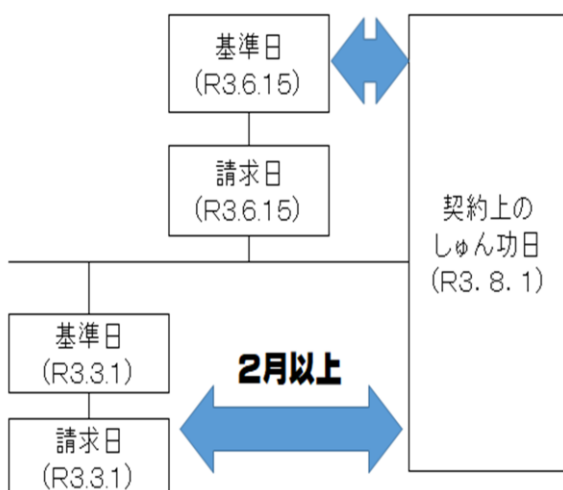 基準日
(R3.6.15)
請求日
(R3.6.15)
契約上の
しゅん功日
(R3. 8. 1)
基準日
(R3.3.1)
2月以上
請求日
(R3.3.1)